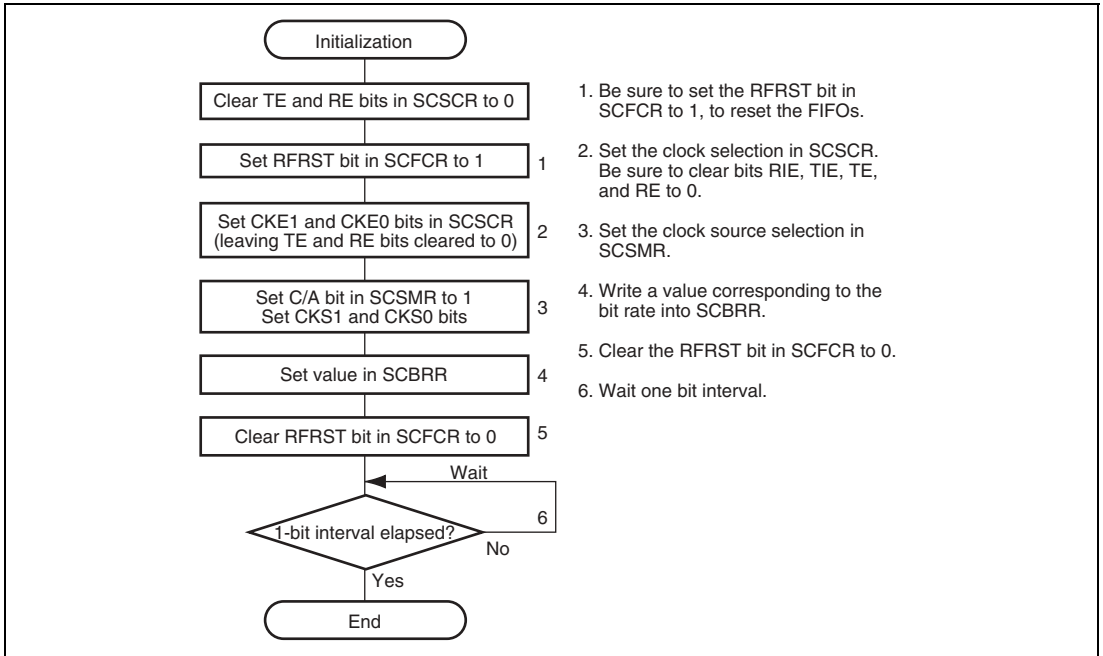 Initialization
Clear TE and RE bits in SCSCR to 0
Set RFRST bit in SCFCR to 1
1
Set CKE1 and CKE0 bits in SCSCR
(leaving TE and RE bits cleared to 0)
2
Set C/A bit in SCSMR to 1
Set CKS1 and CKS0 bits
3
Set value in SCBRR
4
Clear RFRST bit in SCFCR to 0
5
Wait
1-bit interval elapsed?
6
No
Yes
End
1. Be sure to set the RFRST bit in
SCFCR to 1, to reset the FIFOs.
2. Set the clock selection in SCSCR.
Be sure to clear bits RIE, TIE, TE,
and RE to 0.
3. Set the clock source selection in
SCSMR.
4. Write a value corresponding to the
bit rate into SCBRR.
5. Clear the RFRST bit in SCFCR to 0.
6. Wait one bit interval.